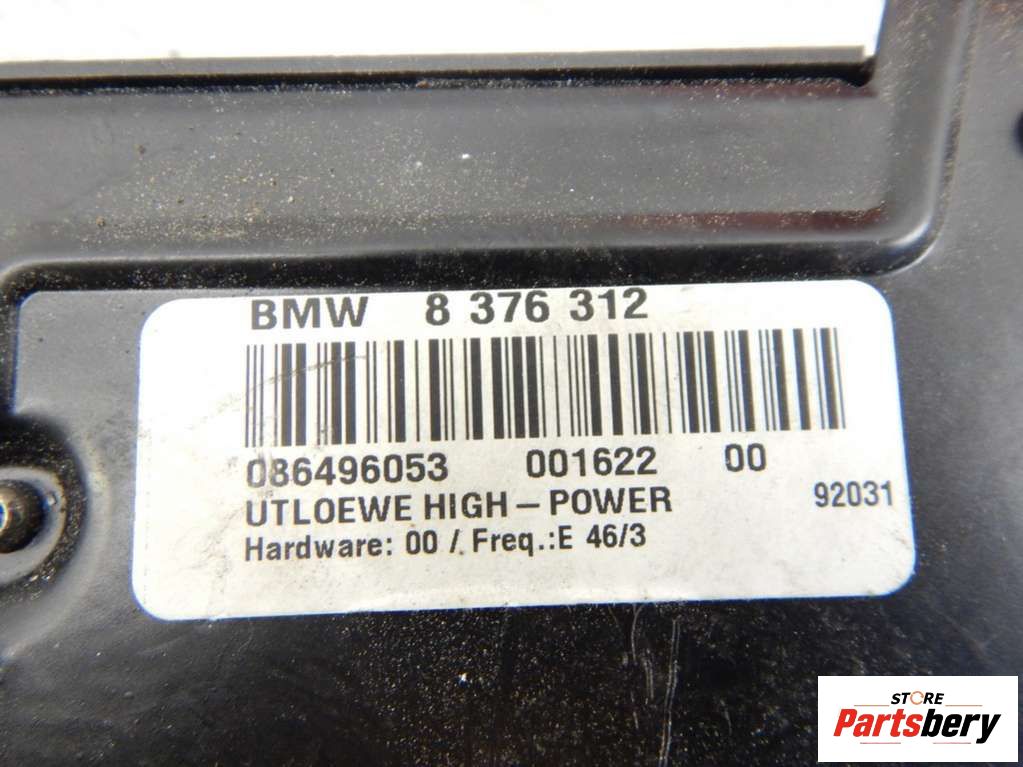 BMW 8 376 312
086496053 001622 00
UTLOEWE HIGH – POWER 92031
Hardware: 00 /. Freq.:E 46/3
STORE
Partsbery